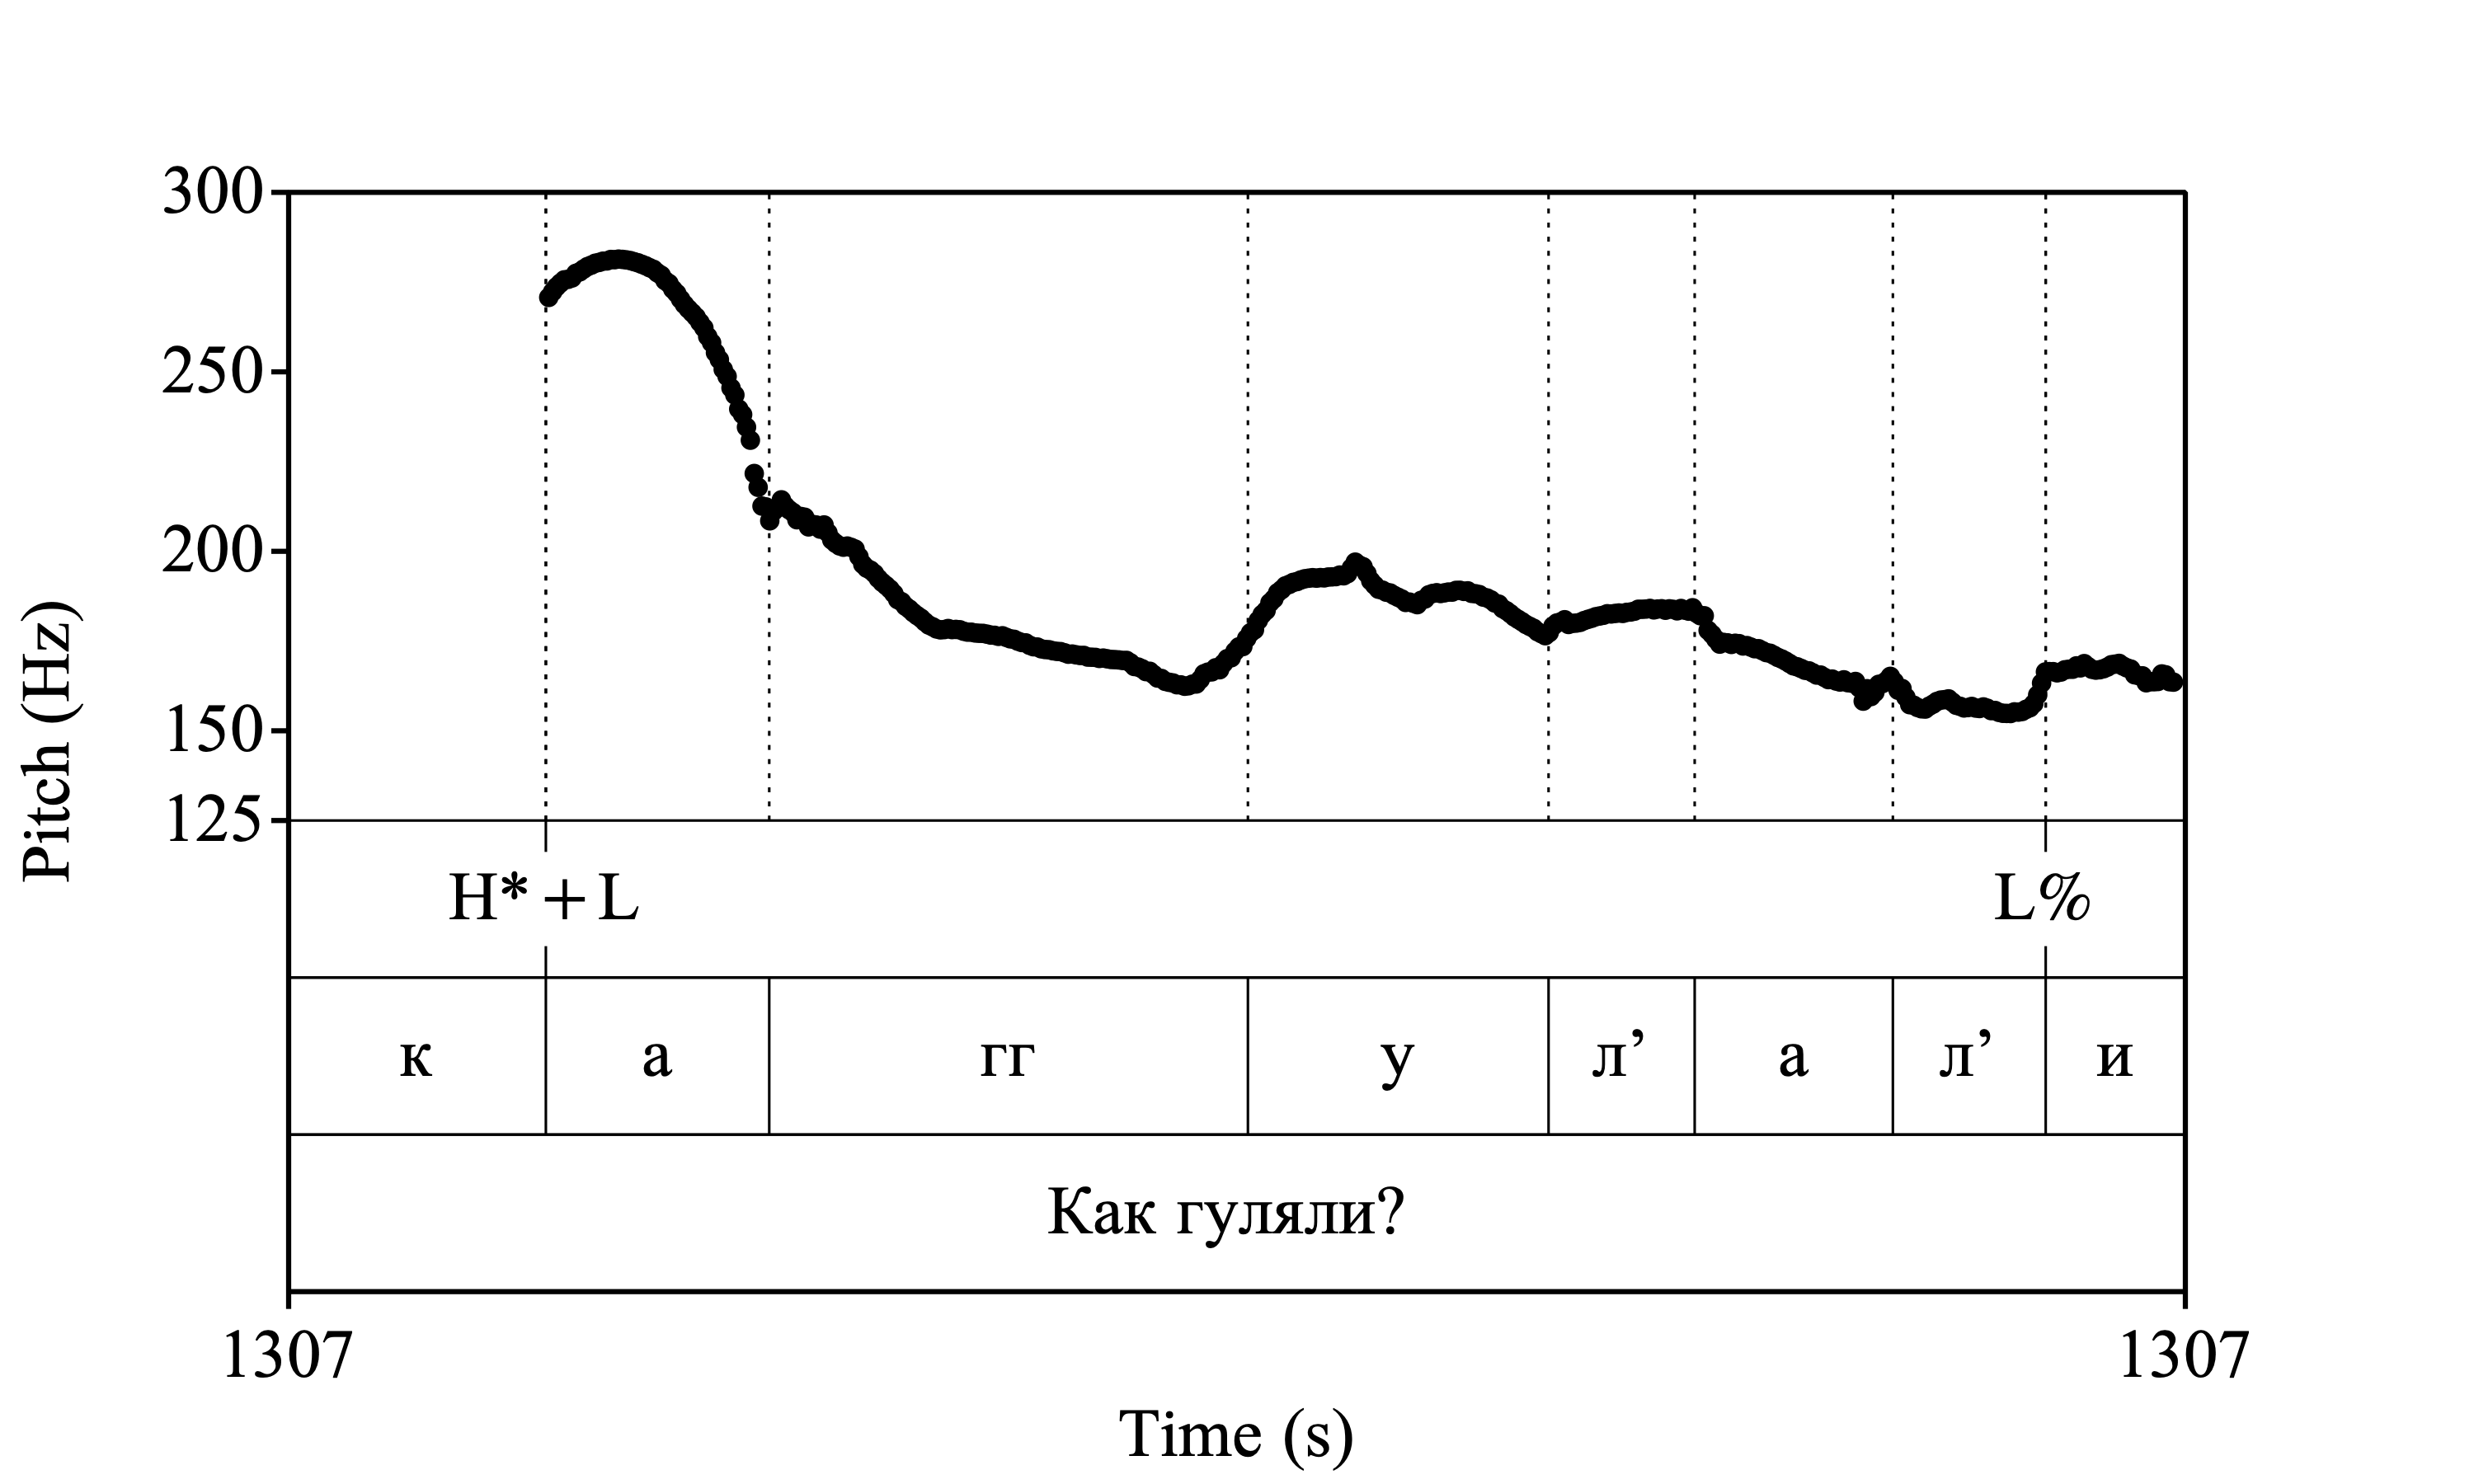 300
250
200
150
125
Pitch (Hz)
H* + L L%
к а гг у л’ а л’ и
Как гуляли?
1307 1307
Time (s)